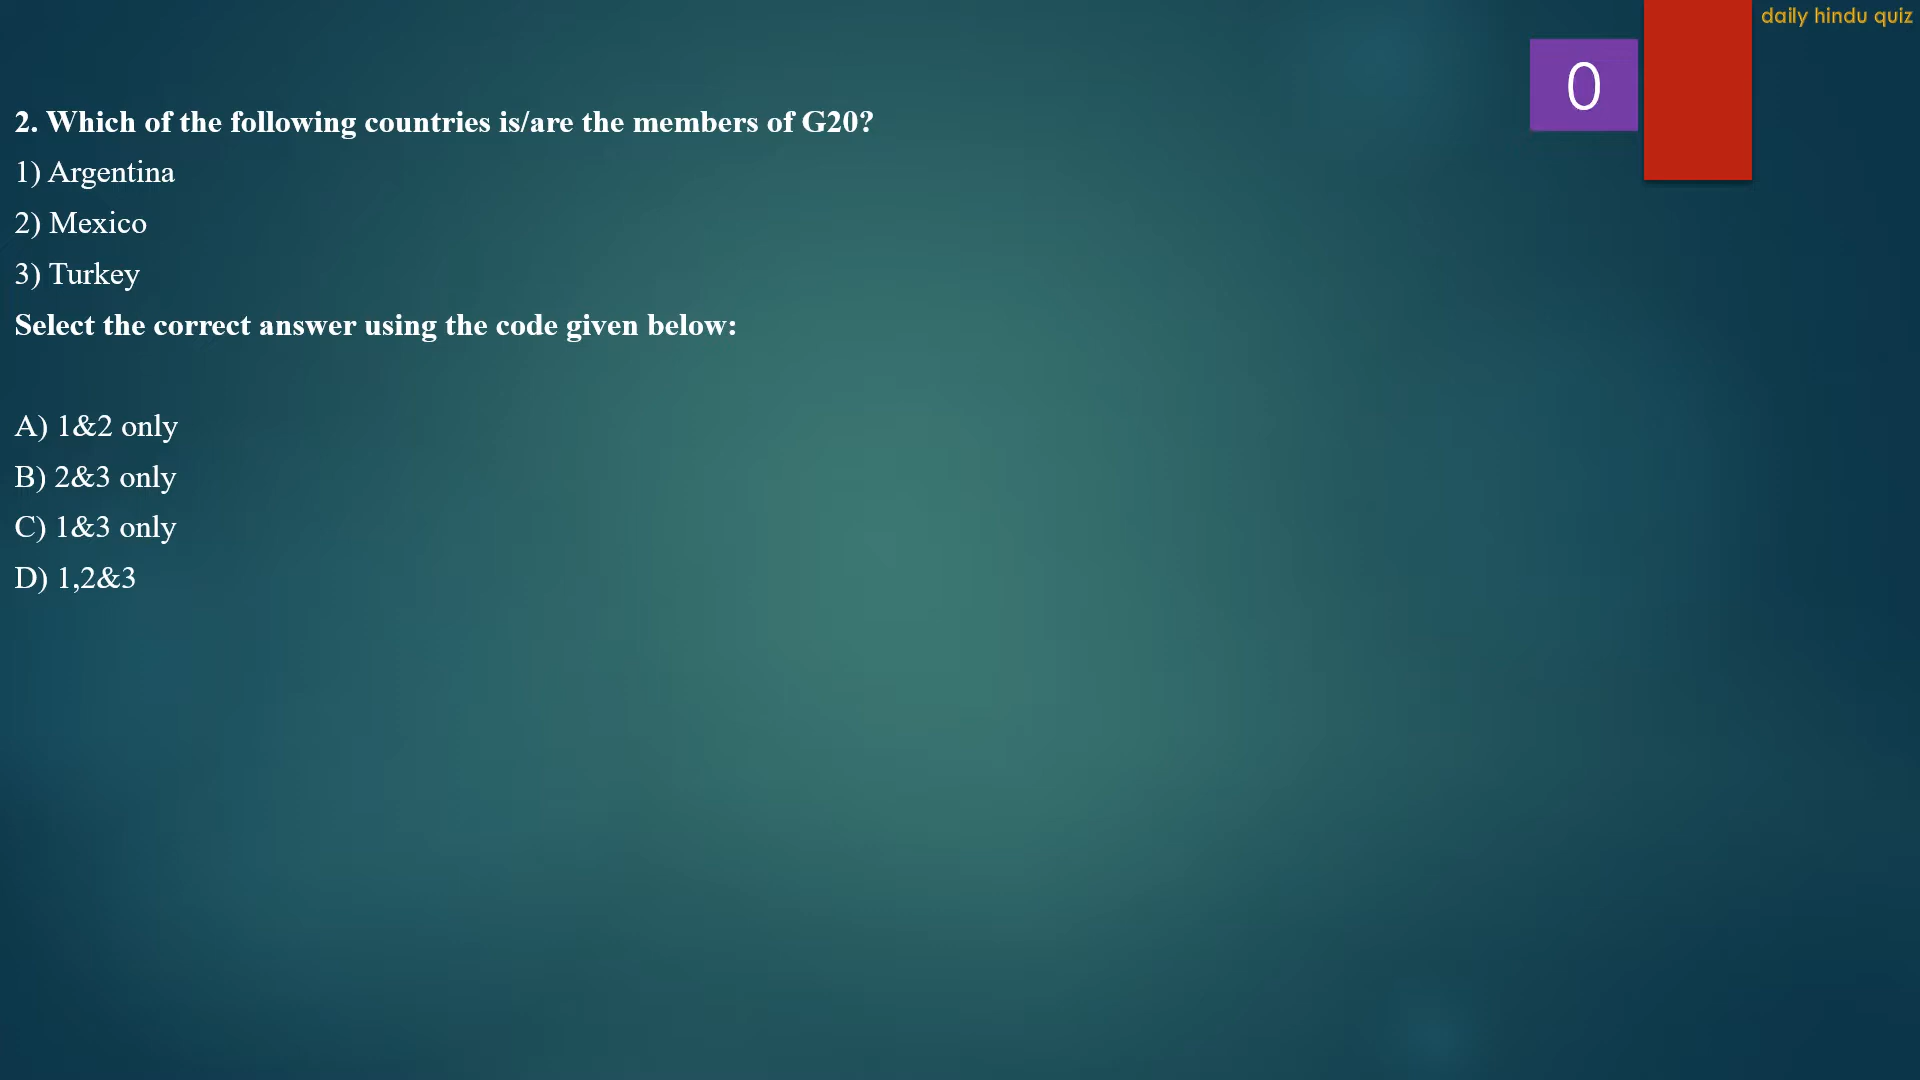 daily hindu quiz
0
2. Which of the following countries is/are the members of G20?
1) Argentina
2) Mexico
3) Turkey
Select the correct answer using the code given below:
A) 1&2 only
B) 2&3 only
C) 1&3 only
D) 1,2&3